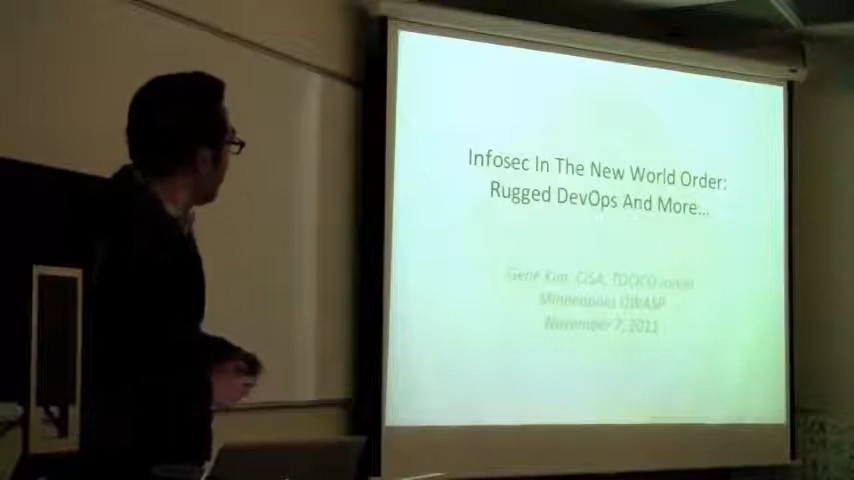 Infosec In The New World Order:
Rugged DevOps And More...
Gene Kim, CISA, TOCICO Jonah
Minneapolis OWASP
November 7, 2011